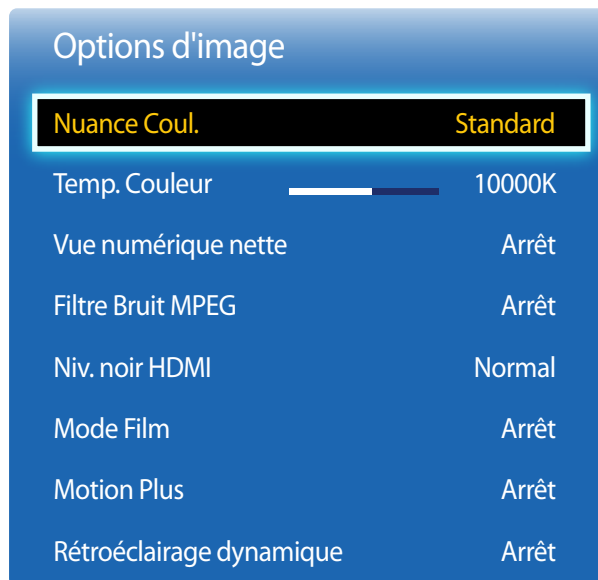 Options d'image
Nuance Coul. Standard
Temp. Couleur 10000K
Vue numérique nette Arrêt
Filtre Bruit MPEG Arrêt
Niv. noir HDMI Normal
Mode Film Arrêt
Motion Plus Arrêt
Rétroéclairage dynamique Arrêt